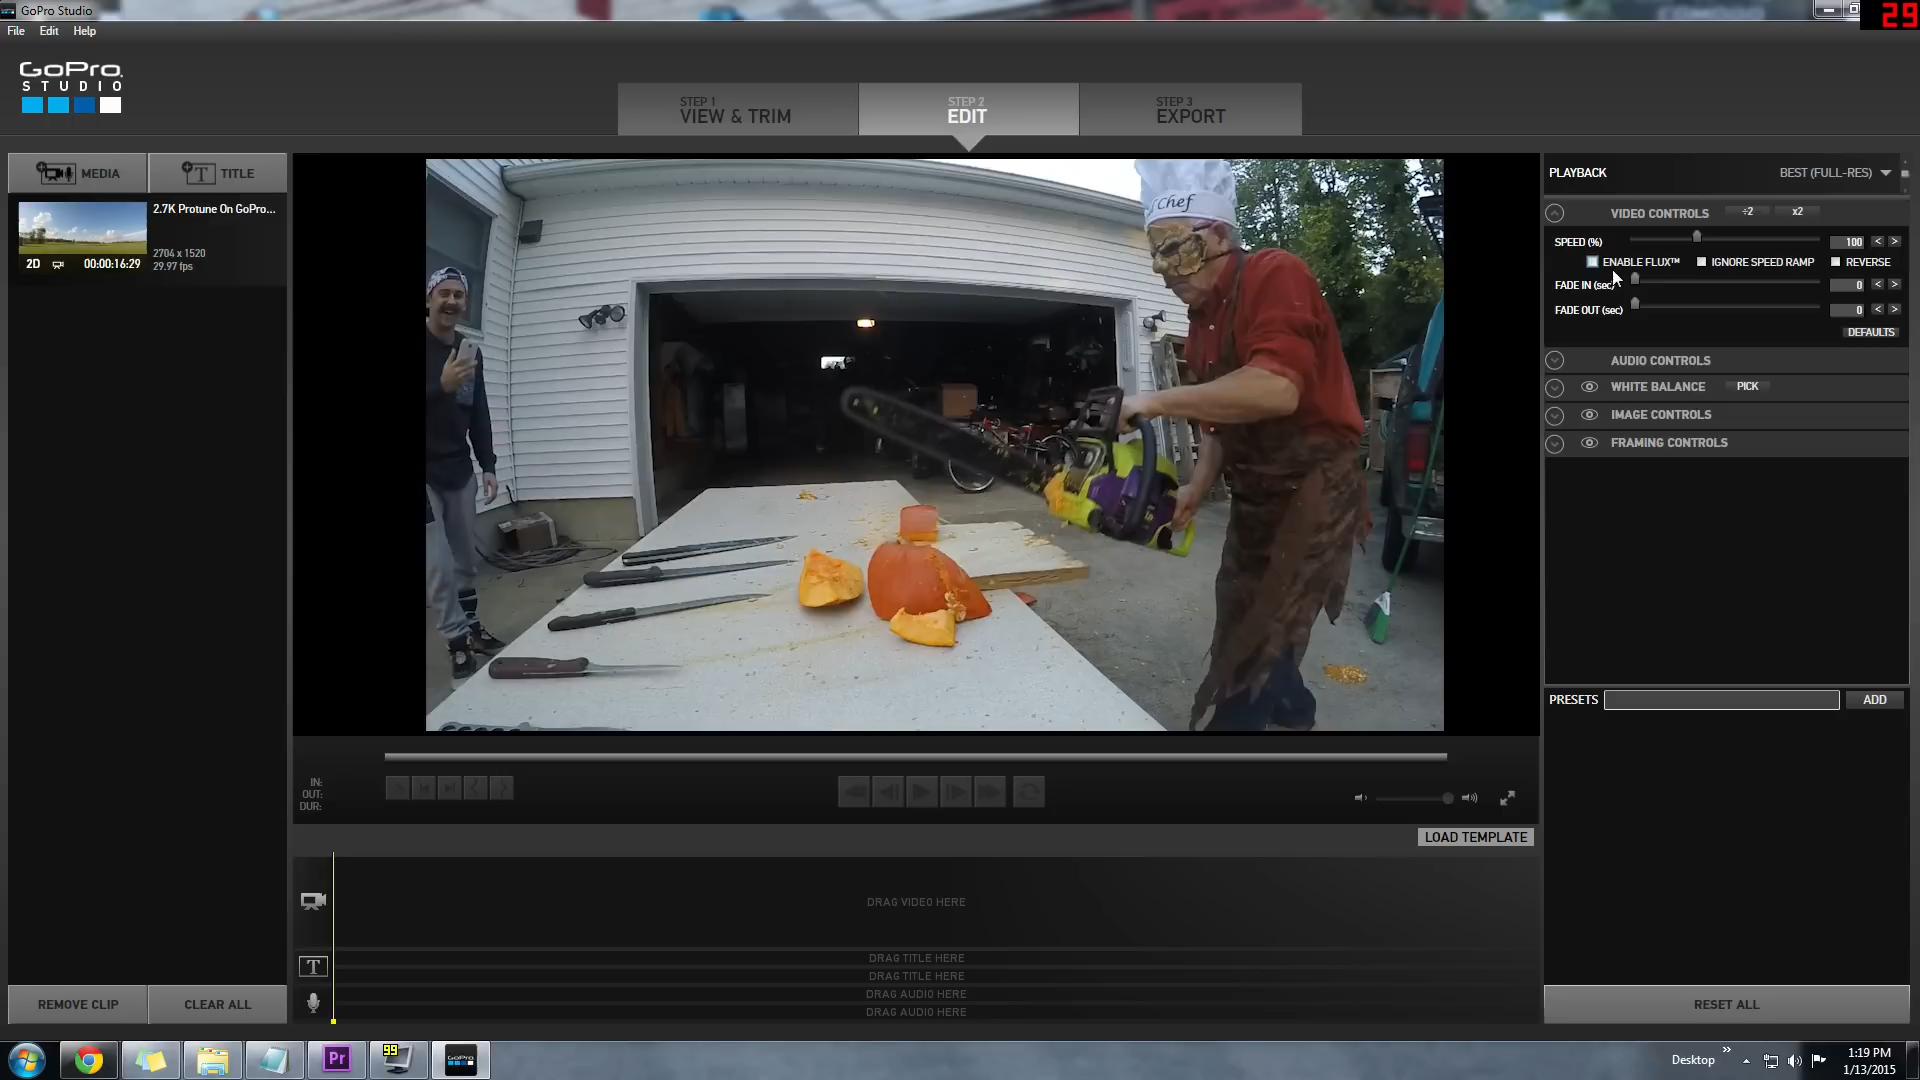 GoPro Studio
29
File Edit Help
GoPro
STUDIO
STEP 1
VIEW & TRIM
STEP 2
EDIT
STEP 3
EXPORT
MEDIA
TITLE
2.7K Protune On GoPro...
2704 x 1520
29.97 fps
2D
00:00:16:29
Chef
PLAYBACK
BEST (FULL-RES)
VIDEO CONTROLS
÷2
x2
SPEED (%)
100
< >
ENABLE FLUX™
IGNORE SPEED RAMP
REVERSE
FADE IN (sec)
0
< >
FADE OUT (sec)
0
< >
DEFAULTS
AUDIO CONTROLS
WHITE BALANCE
PICK
IMAGE CONTROLS
FRAMING CONTROLS
PRESETS
ADD
IN:
OUT:
DUR:
LOAD TEMPLATE
DRAG VIDEO HERE
T
DRAG TITLE HERE
DRAG TITLE HERE
DRAG AUDIO HERE
DRAG AUDIO HERE
REMOVE CLIP
CLEAR ALL
RESET ALL
Pr
99
GoPro
Desktop
1:19 PM
1/13/2015